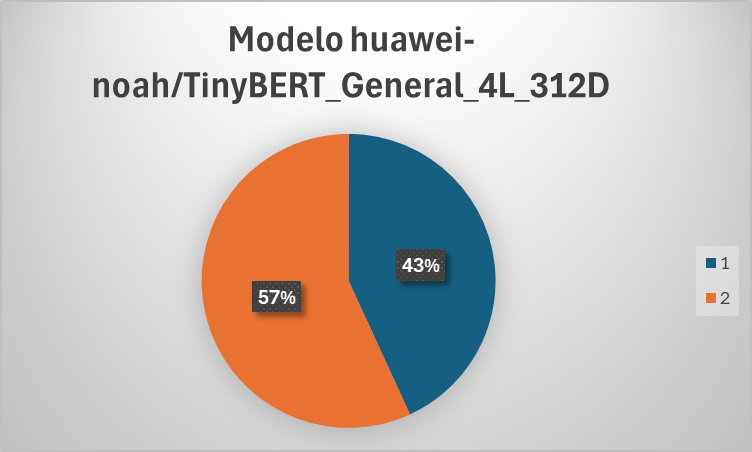 Modelo huawei-
noah/TinyBERT_General_4L_312D
43%
57%
1
2